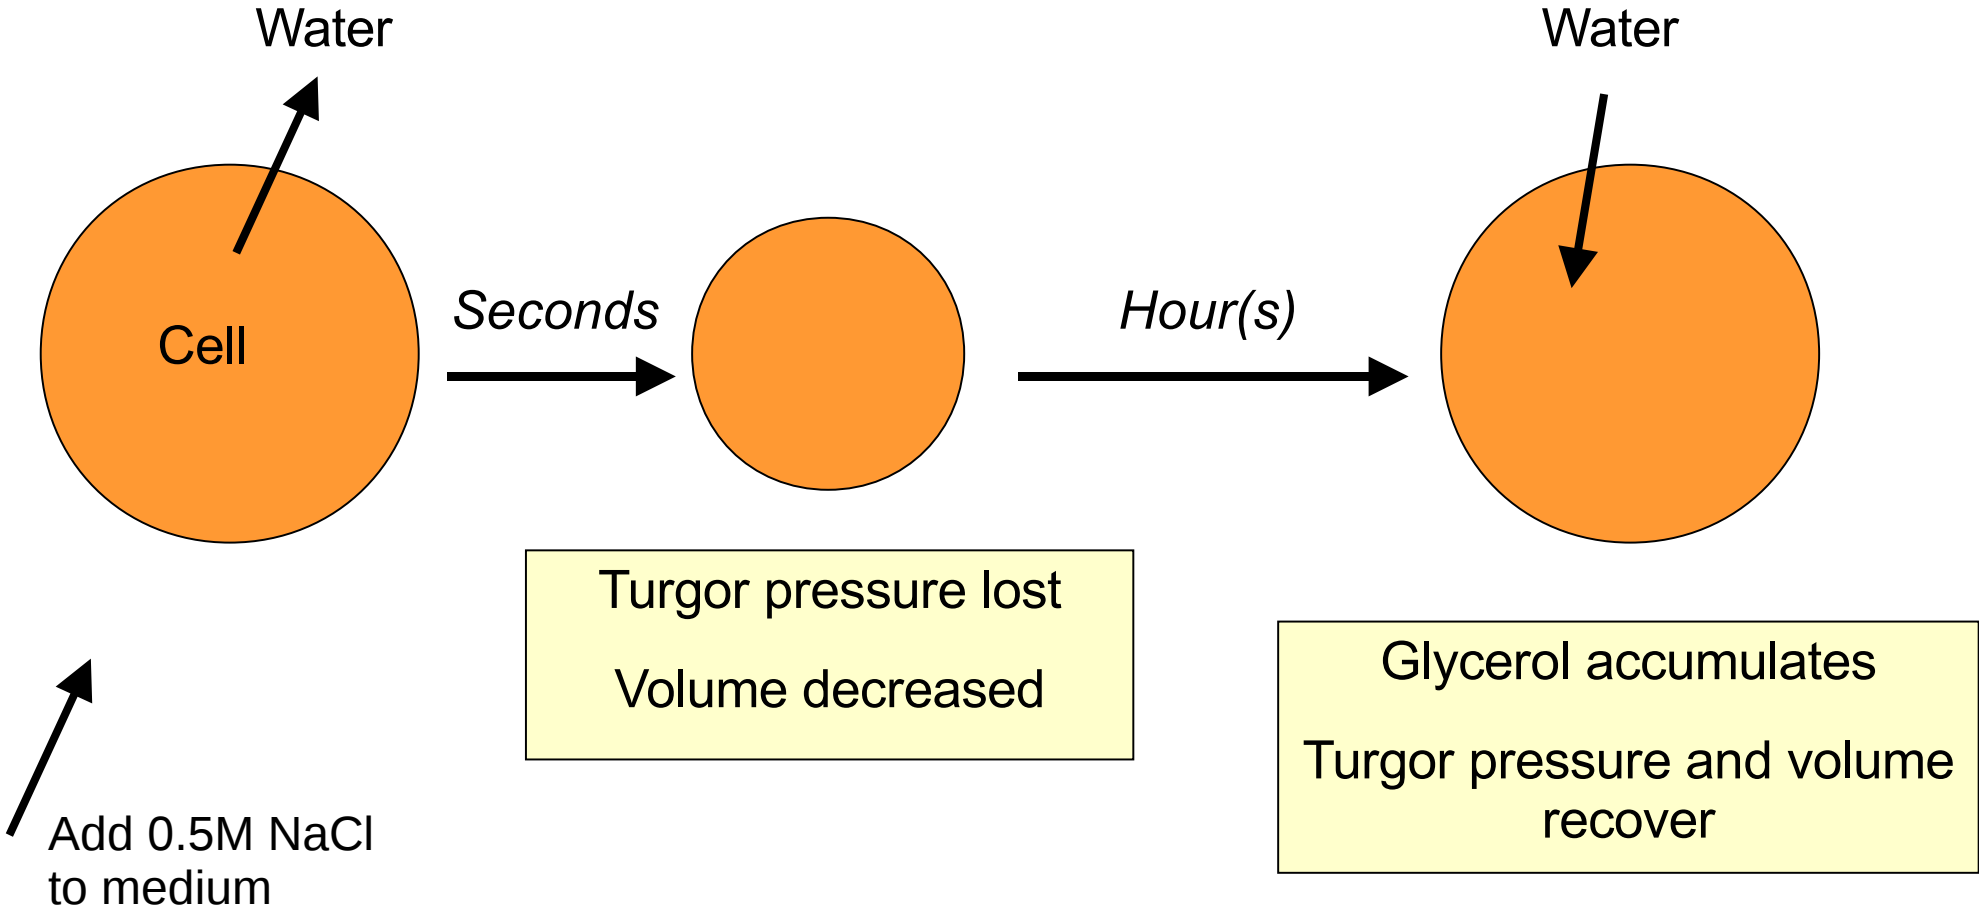 Water
Water
Cell
Seconds
Hour(s)
Turgor pressure lost
Volume decreased
Glycerol accumulates
Turgor pressure and volume
recover
Add 0.5M NaCl
to medium